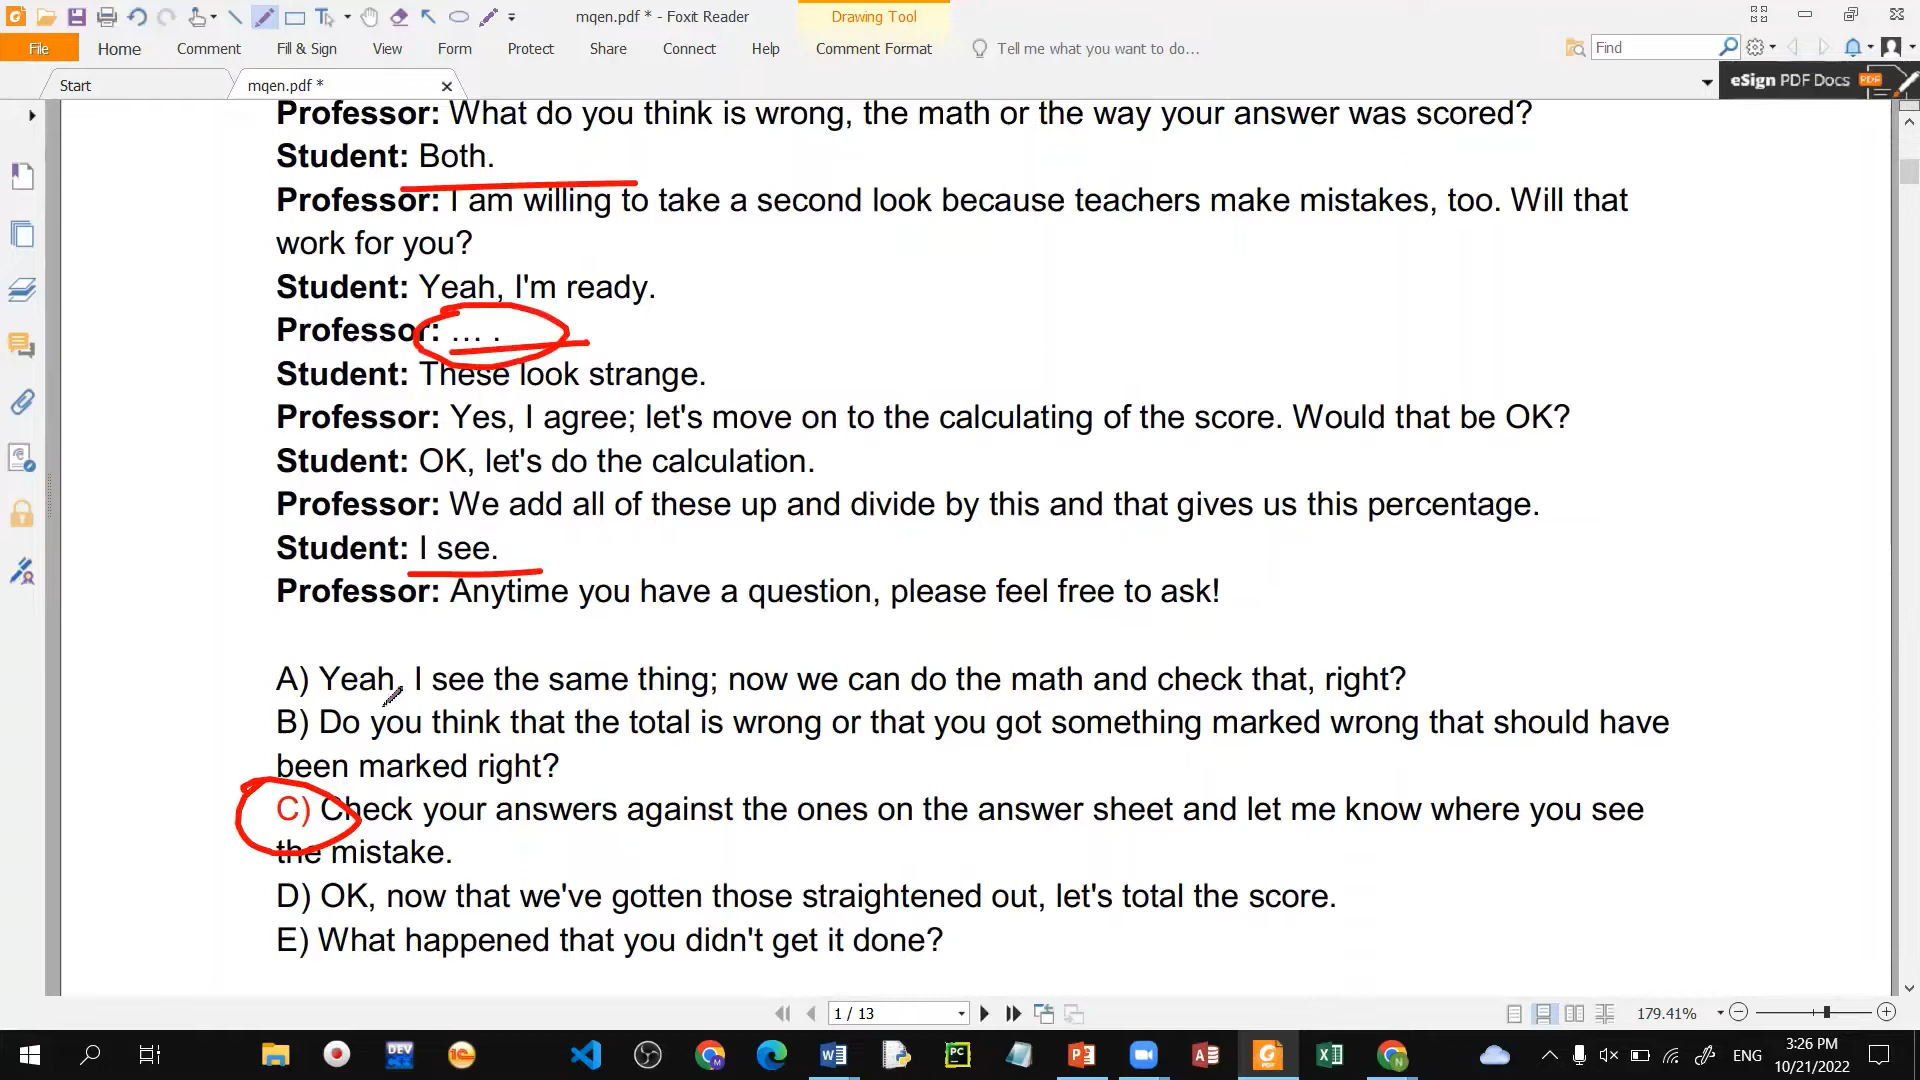 mqen.pdf * - Foxit Reader
Drawing Tool
File Home Comment Fill & Sign View Form Protect Share Connect Help Comment Format Tell me what you want to do... Find
Start mqen.pdf * eSign PDF Docs PDF
Professor: What do you think is wrong, the math or the way your answer was scored?
Student: Both.
Professor: I am willing to take a second look because teachers make mistakes, too. Will that
work for you?
Student: Yeah, I'm ready.
Professor: ... .
Student: These look strange.
Professor: Yes, I agree; let's move on to the calculating of the score. Would that be OK?
Student: OK, let's do the calculation.
Professor: We add all of these up and divide by this and that gives us this percentage.
Student: I see.
Professor: Anytime you have a question, please feel free to ask!
A) Yeah, I see the same thing; now we can do the math and check that, right?
B) Do you think that the total is wrong or that you got something marked wrong that should have
been marked right?
C) Check your answers against the ones on the answer sheet and let me know where you see
the mistake.
D) OK, now that we've gotten those straightened out, let's total the score.
E) What happened that you didn't get it done?
1 / 13 179.41%
ENG 3:26 PM
10/21/2022